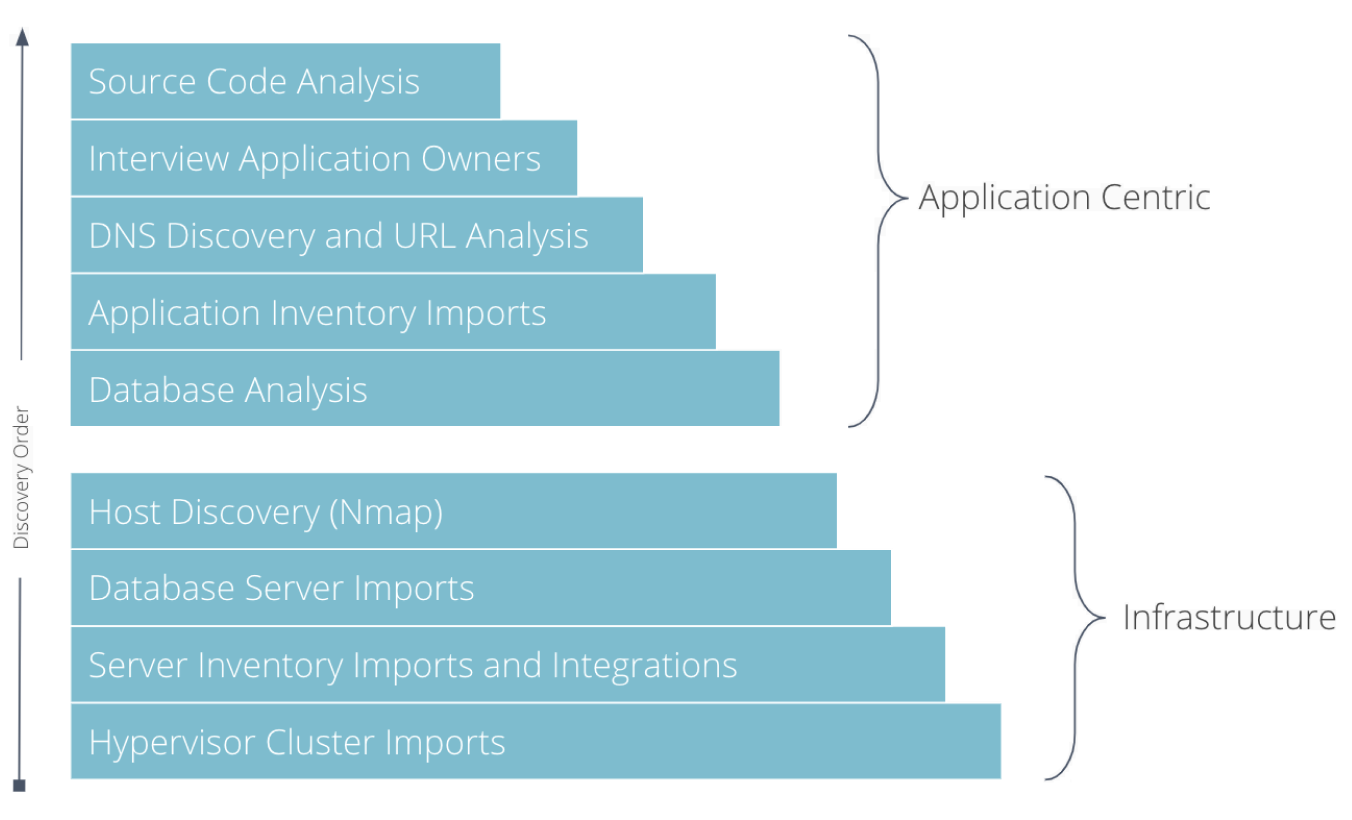 Source Code Analysis
Interview Application Owners
DNS Discovery and URL Analysis
Application Inventory Imports
Database Analysis
Application Centric
Discovery Order
Host Discovery (Nmap)
Database Server Imports
Server Inventory Imports and Integrations
Hypervisor Cluster Imports
Infrastructure